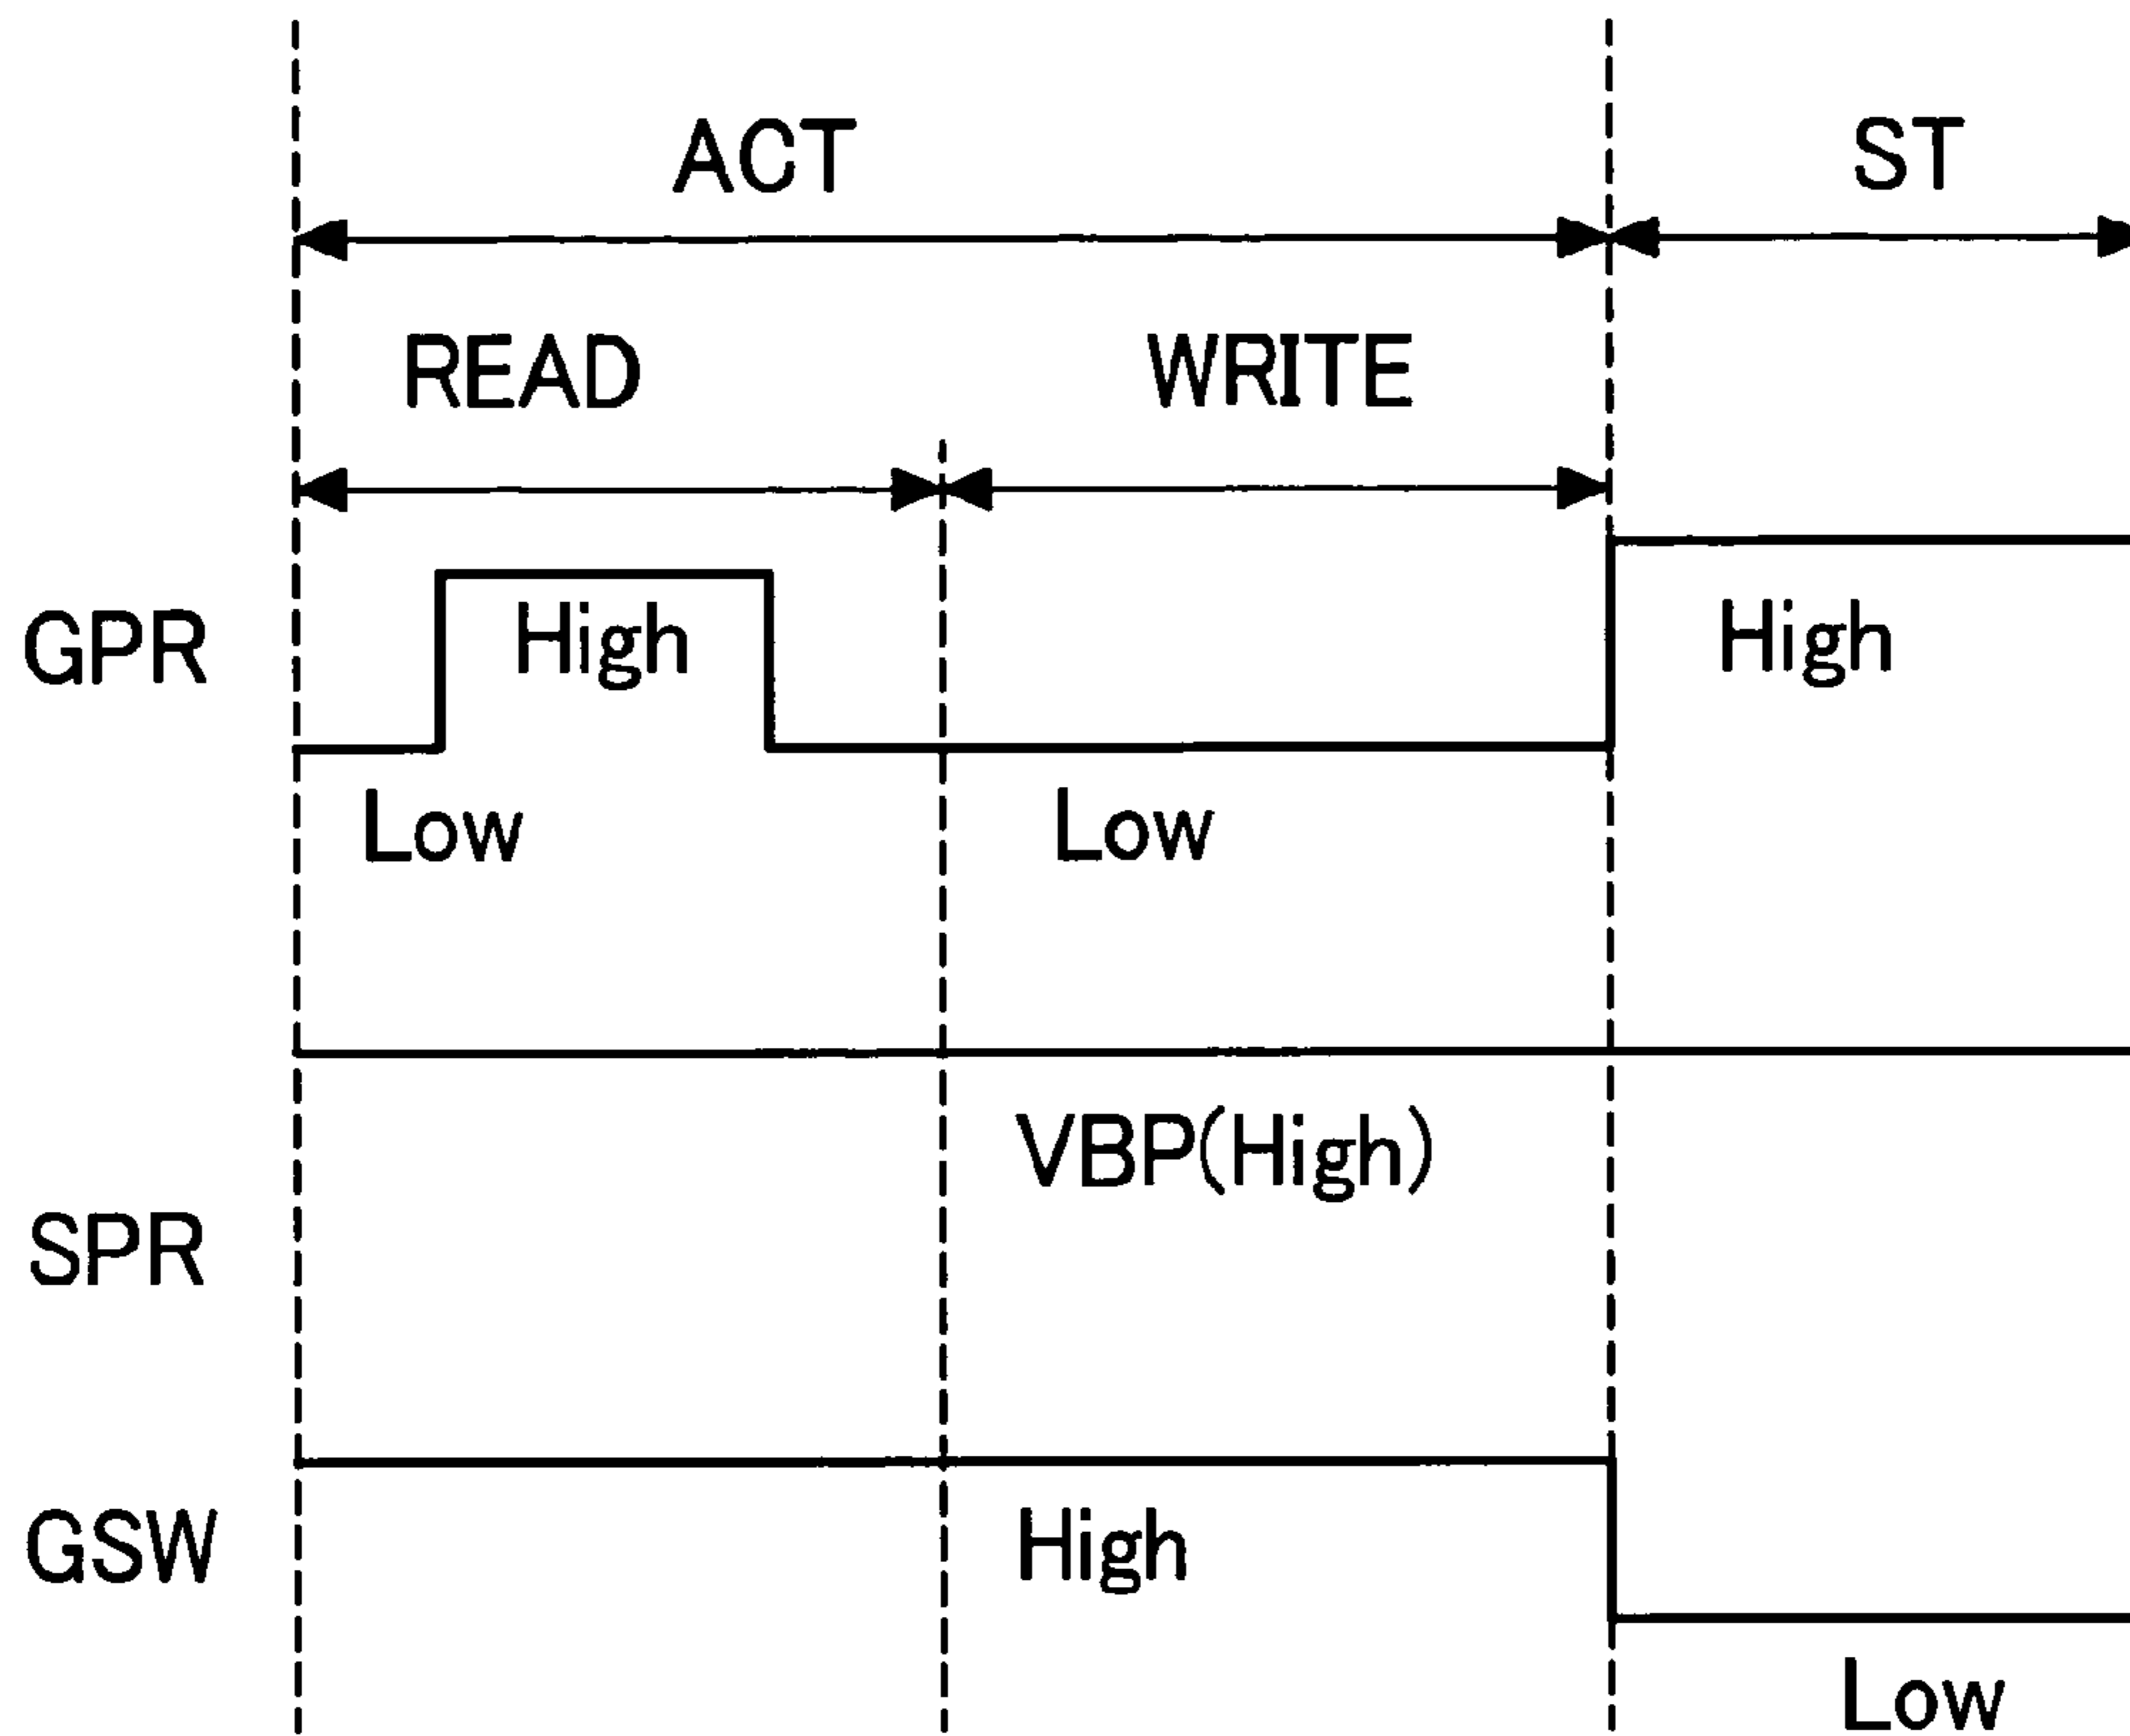 ACT ST
READ WRITE
GPR High High
Low Low
VBP(High)
SPR
GSW High
Low